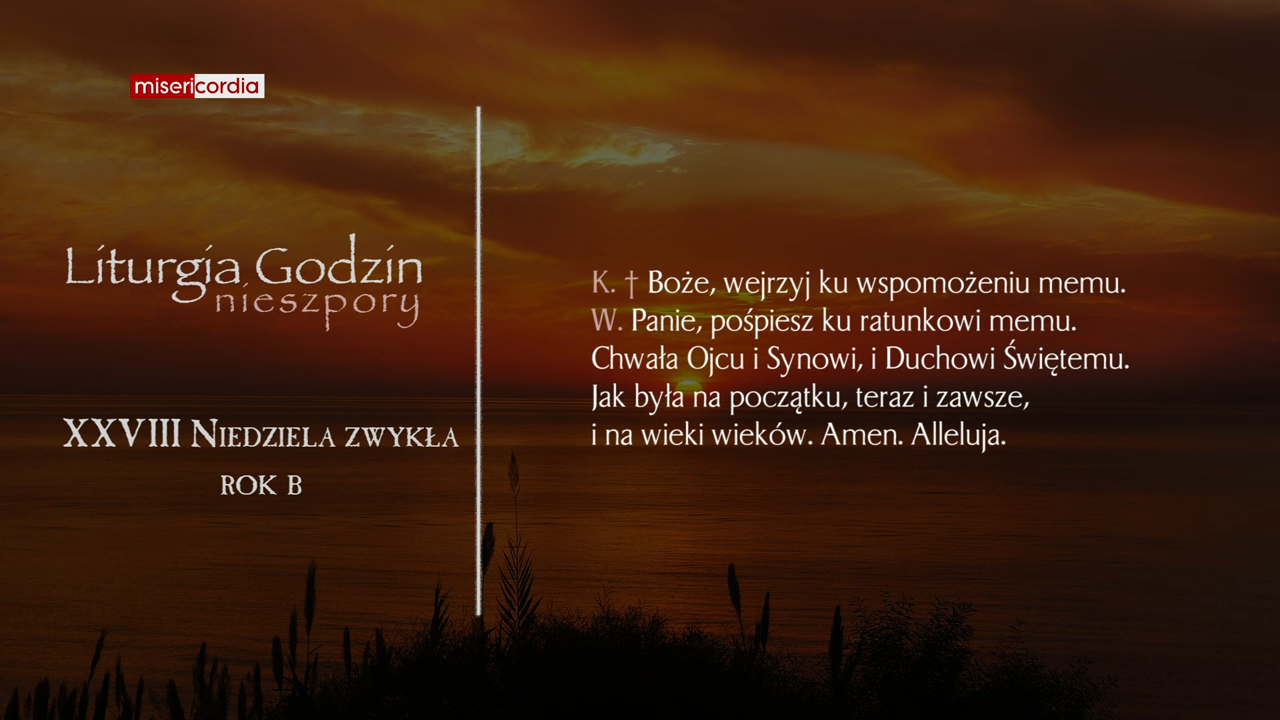 misericordia
Liturgia Godzin
nieszpory
XXVIII Niedziela zwykła
rok B
K. † Boże, wejrzyj ku wspomożeniu memu.
W. Panie, pośpiesz ku ratunkowi memu.
Chwała Ojcu i Synowi, i Duchowi Świętemu.
Jak była na początku, teraz i zawsze,
i na wieki wieków. Amen. Alleluja.